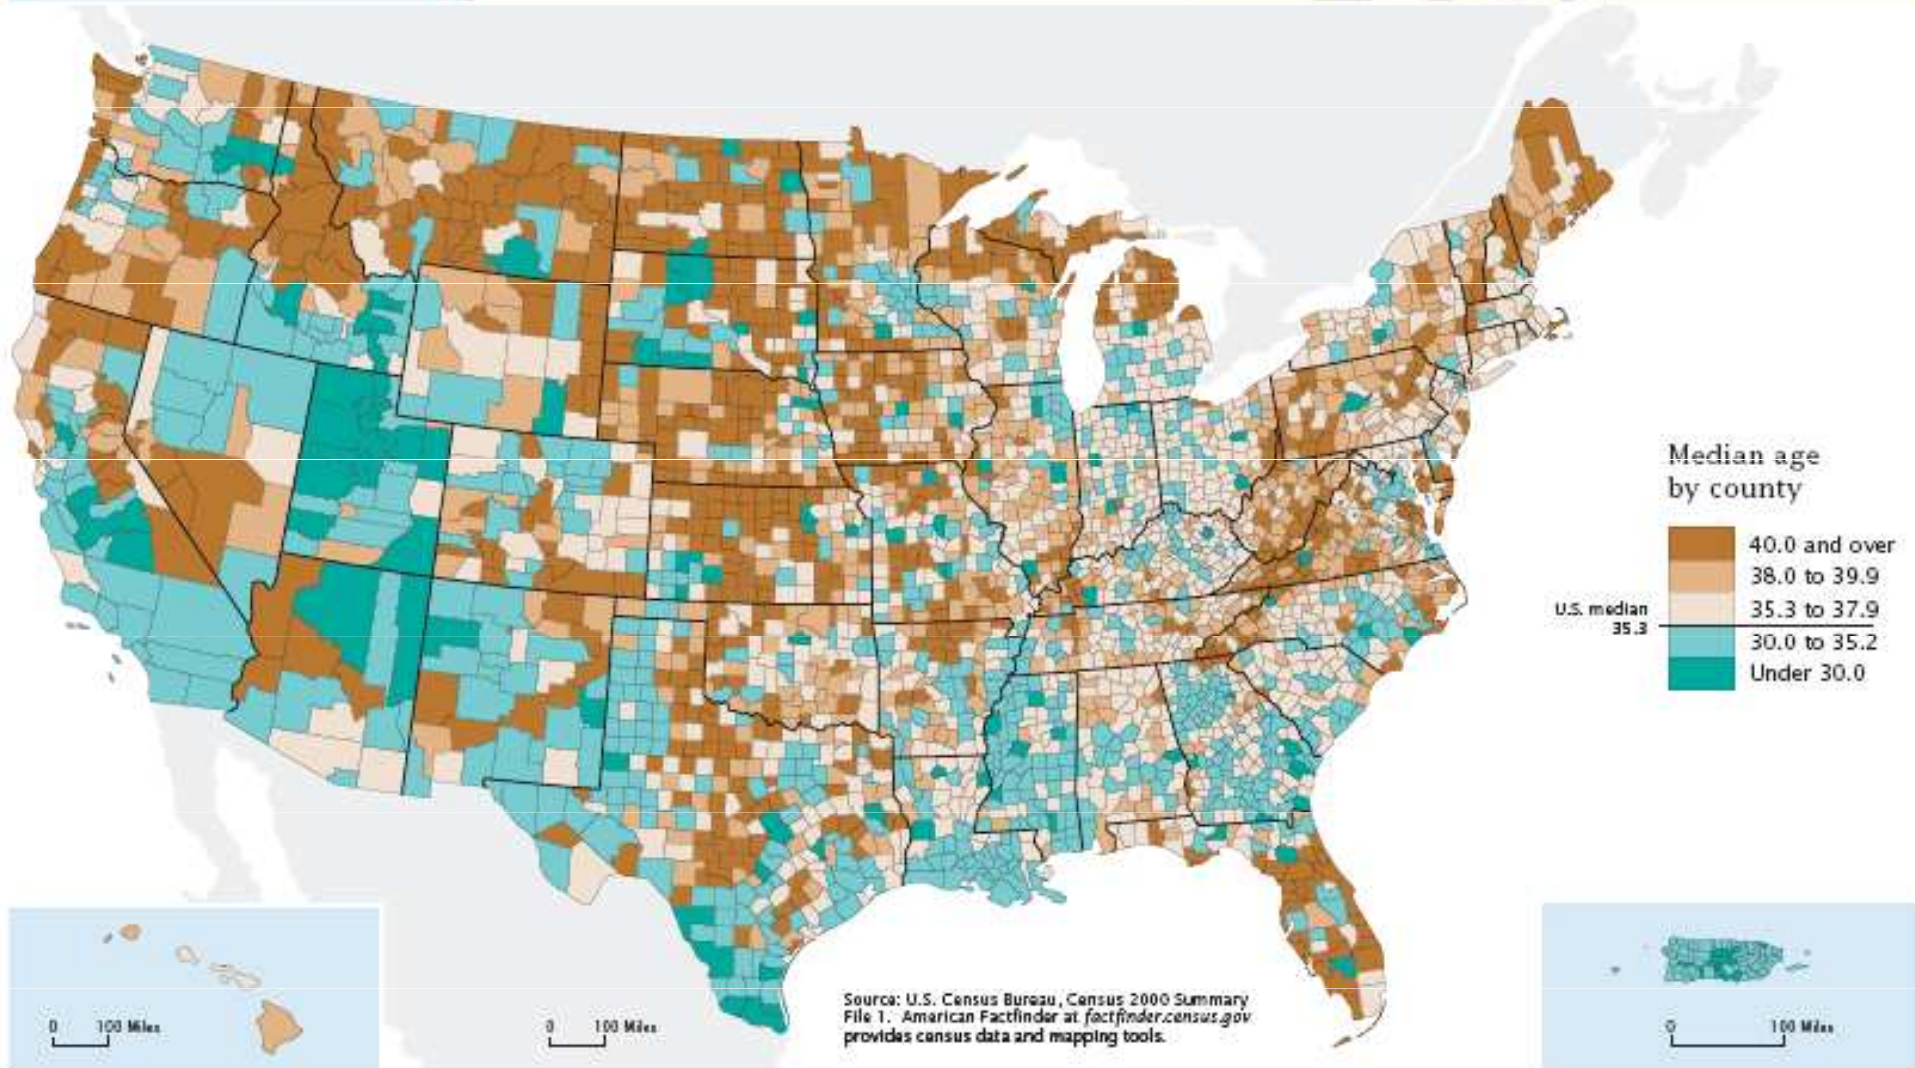 Median age
by county
40.0 and over
38.0 to 39.9
35.3 to 37.9
U.S. median
35.3
30.0 to 35.2
Under 30.0
Source: U.S. Census Bureau, Census 2000 Summary
File 1. American Factfinder at factfinder.census.gov
provides census data and mapping tools.
0 100 Miles
0 100 Miles
0 100 Miles